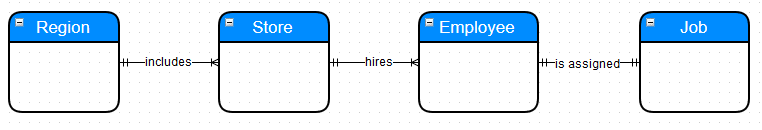 Region
includes
Store
hires
Employee
is assigned
Job